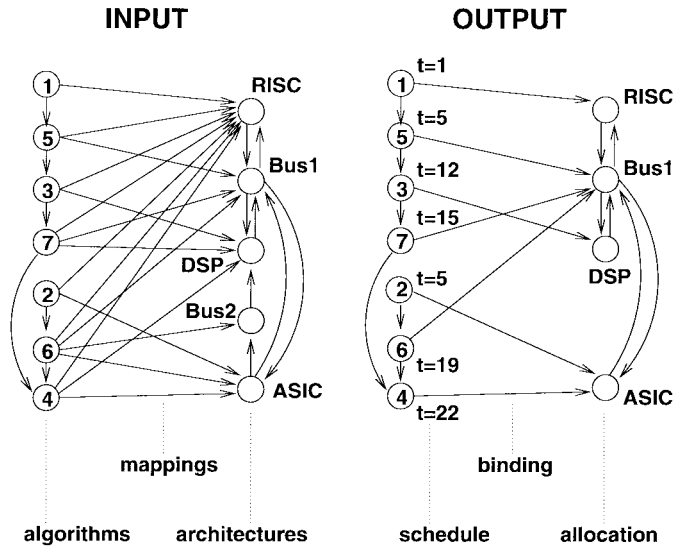 INPUT
OUTPUT
1
5
3
7
2
6
4
RISC
Bus1
DSP
Bus2
ASIC
mappings
algorithms
architectures
t=1
1
t=5
5
t=12
3
t=15
7
t=5
2
6
t=19
4
t=22
RISC
Bus1
DSP
ASIC
binding
schedule
allocation